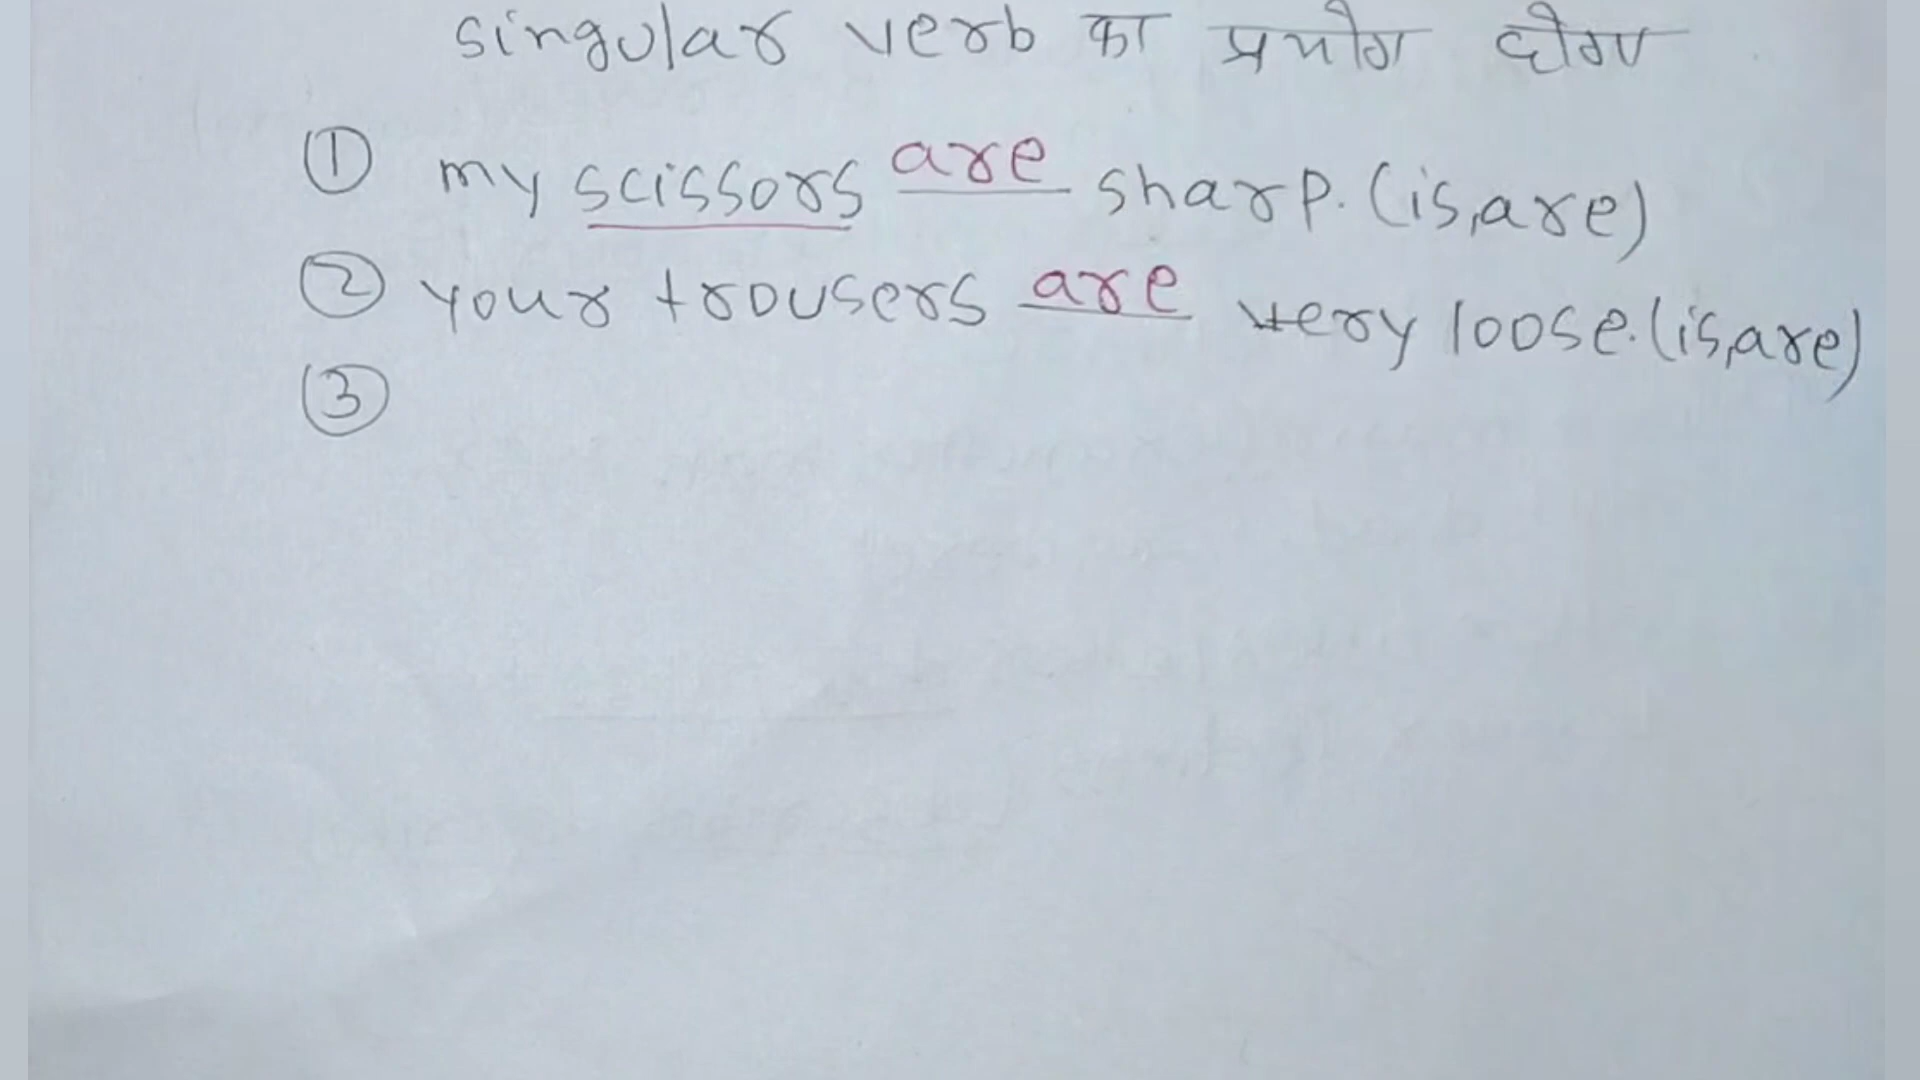 singular verb का प्रयोग होगा
① my scissors are sharp. (is, are)
② your trousers are very loose. (is, are)
③